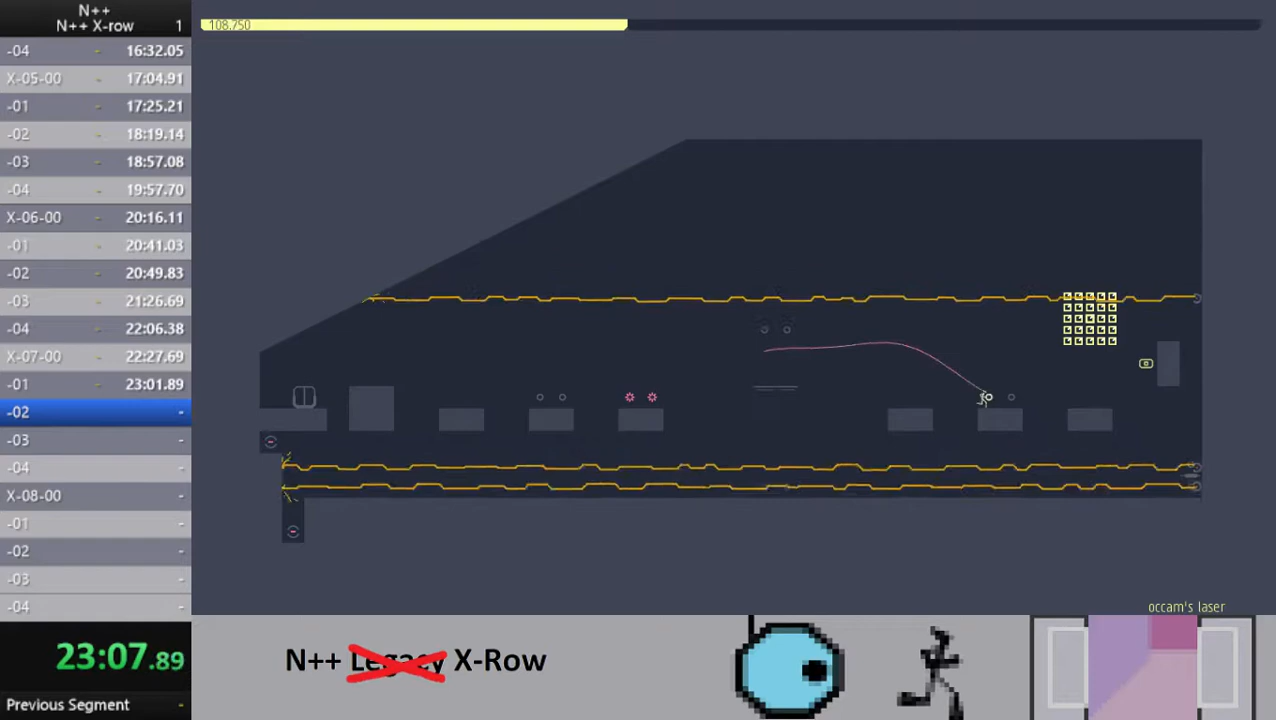 N++
N++ X-row 1
-04 - 16:32.05
X-05-00 - 17:04.91
-01 - 17:25.21
-02 - 18:19.14
-03 - 18:57.08
-04 - 19:57.70
X-06-00 - 20:16.11
-01 - 20:41.03
-02 - 20:49.83
-03 - 21:26.69
-04 - 22:06.38
X-07-00 - 22:27.69
-01 - 23:01.89
-02 -
-03 -
-04 -
X-08-00 -
-01 -
-02 -
-03 -
-04 -
23:07.89
Previous Segment -
108.750
occam's laser
N++ Legacy X-Row